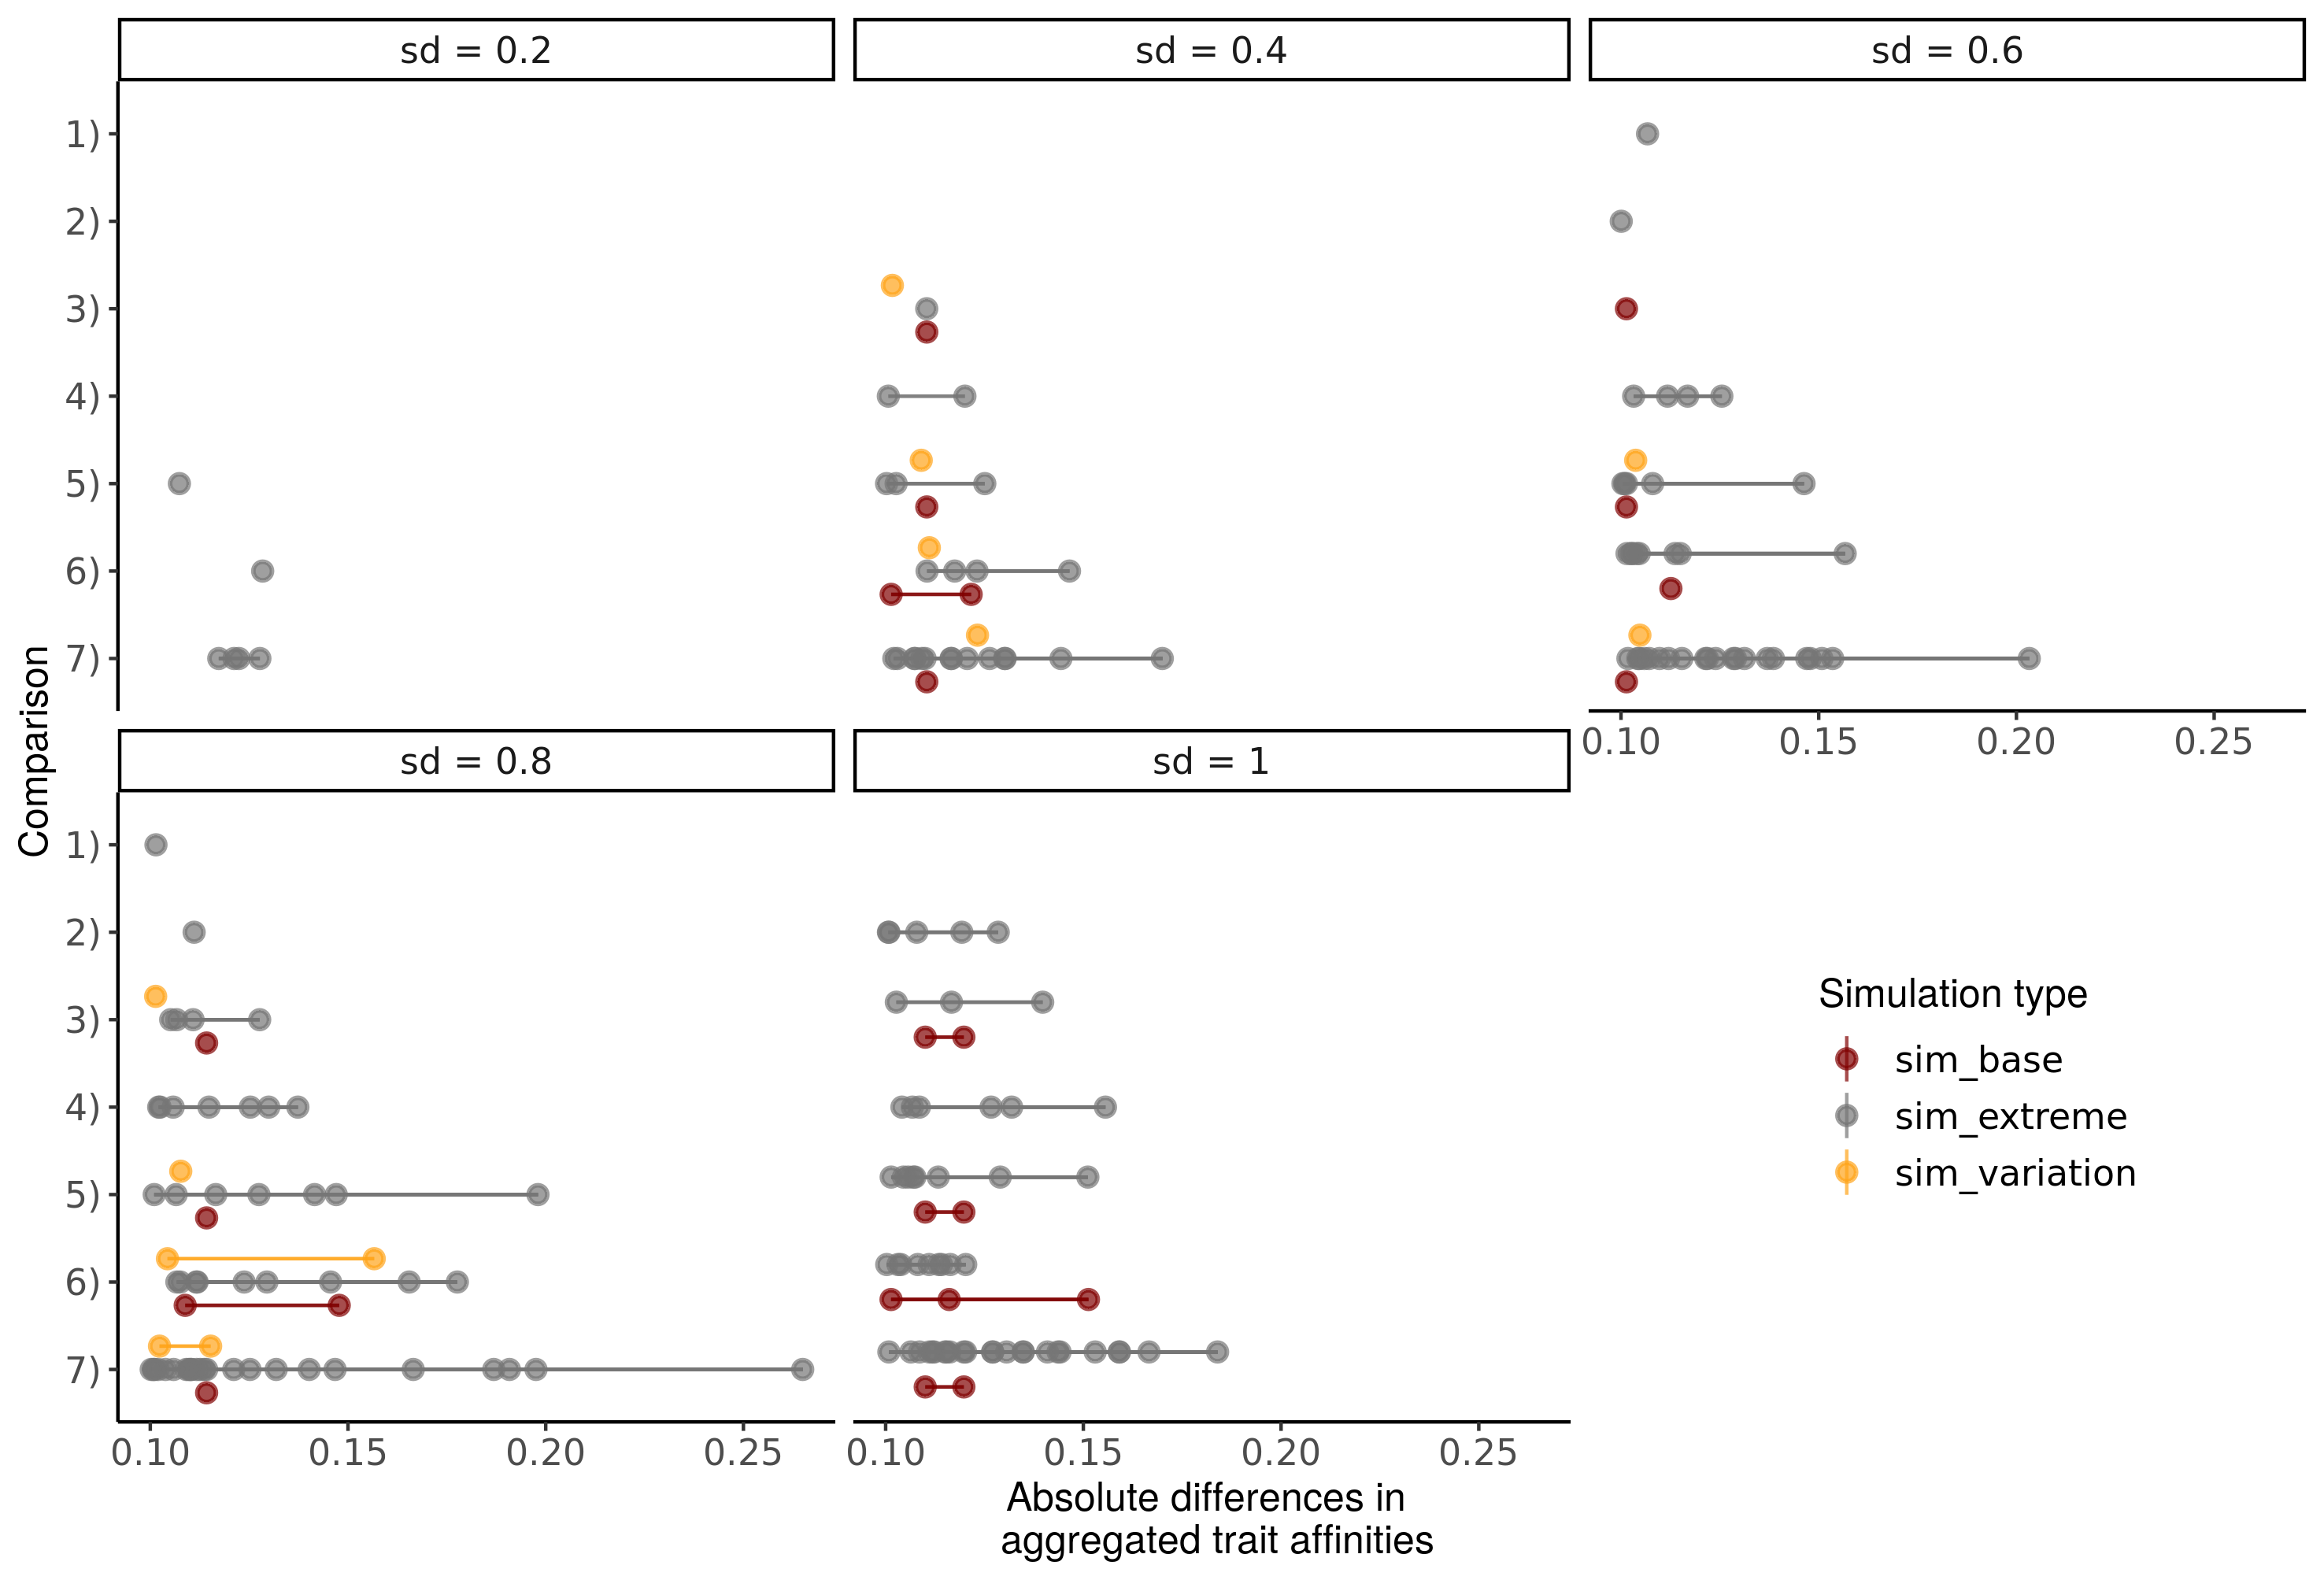 sd = 0.2
sd = 0.4
sd = 0.6
1)
2)
3)
4)
5)
6)
7)
0.10 0.15 0.20 0.25
sd = 0.8
sd = 1
Comparison
1)
2)
3)
4)
5)
6)
7)
Simulation type
sim_base
sim_extreme
sim_variation
0.10 0.15 0.20 0.25
0.10 0.15 0.20 0.25
Absolute differences in
aggregated trait affinities